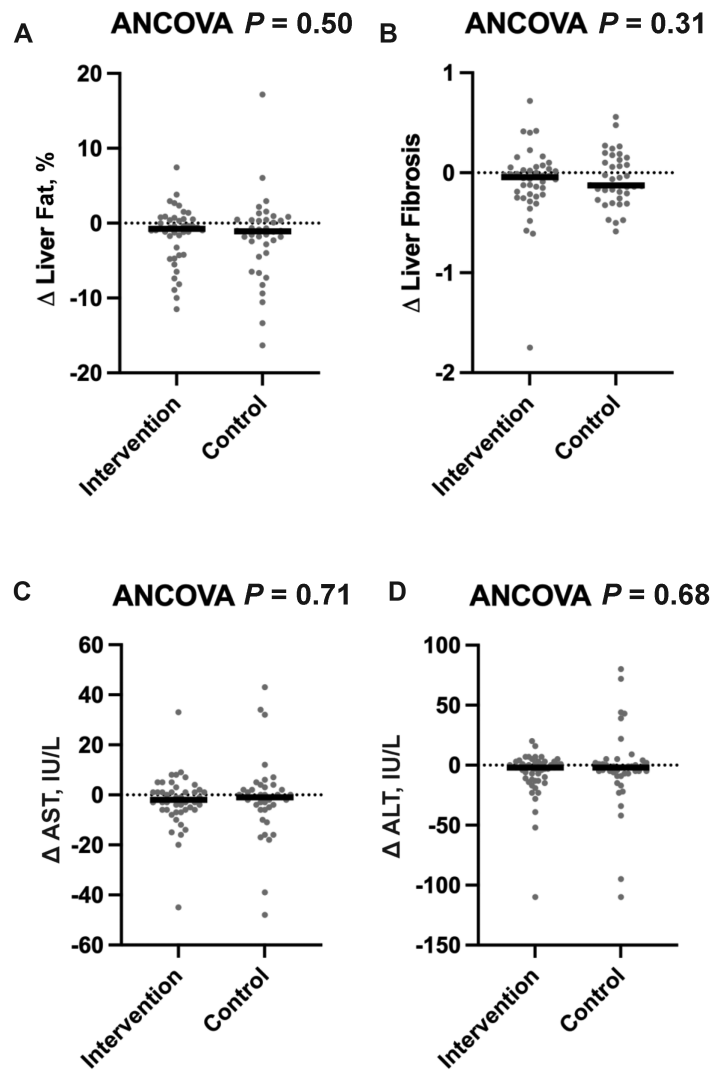 A
ANCOVA P = 0.50
Δ Liver Fat, %
20
10
0
-10
-20
Intervention
Control
B
ANCOVA P = 0.31
Δ Liver Fibrosis
1
0
-1
-2
Intervention
Control
C
ANCOVA P = 0.71
Δ AST, IU/L
60
40
20
0
-20
-40
-60
Intervention
Control
D
ANCOVA P = 0.68
Δ ALT, IU/L
100
50
0
-50
-100
-150
Intervention
Control